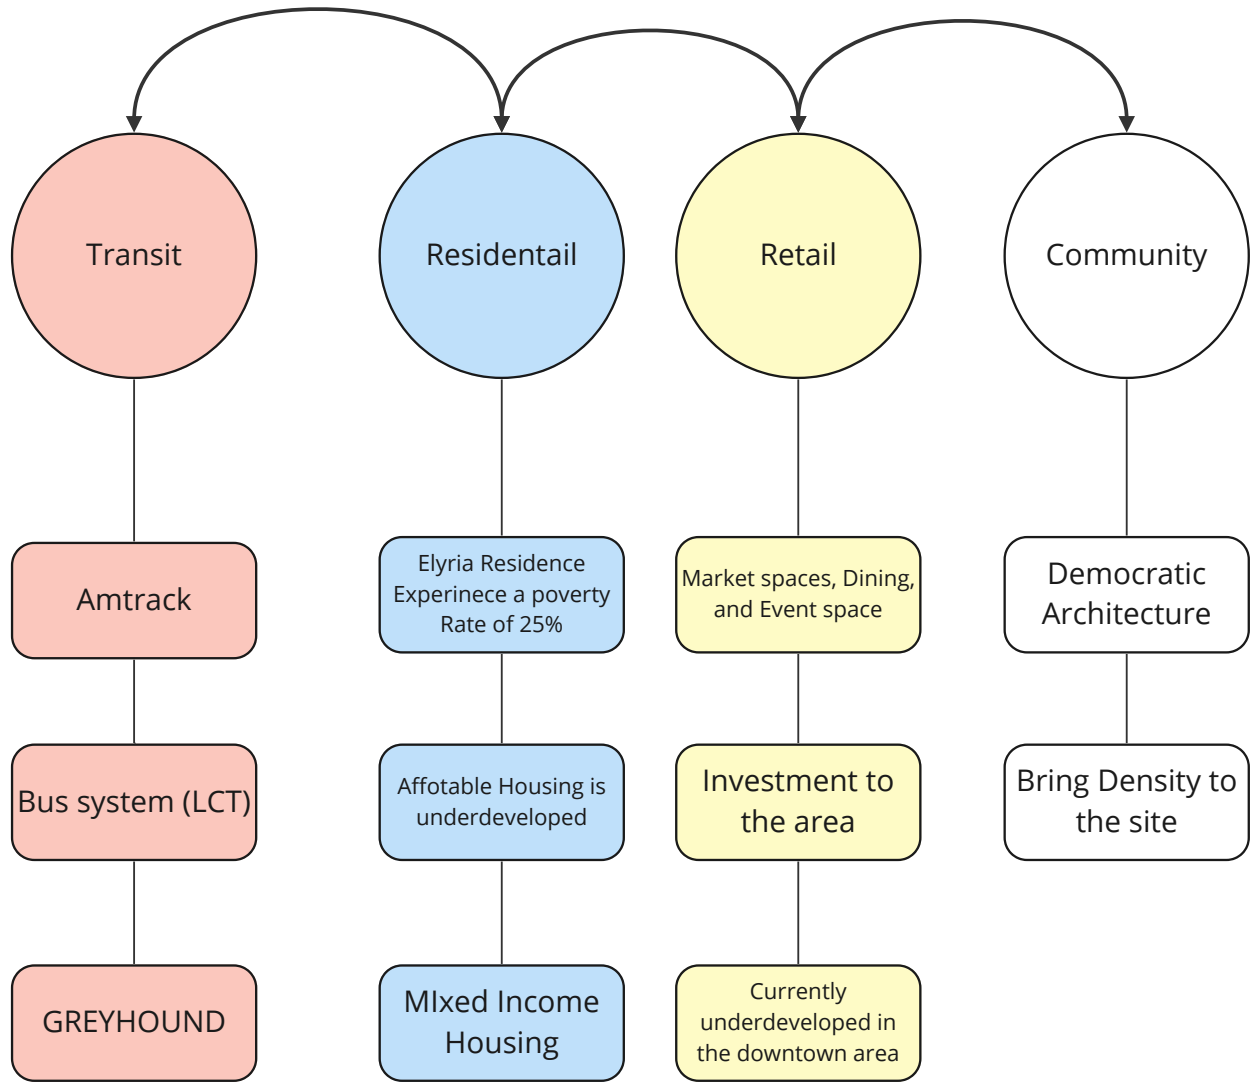 Transit
Residentail
Retail
Community
Amtrack
Elyria Residence
Experinece a poverty
Rate of 25%
Market spaces, Dining,
and Event space
Democratic
Architecture
Bus system (LCT)
Affotable Housing is
underdeveloped
Investment to
the area
Bring Density to
the site
GREYHOUND
MIxed Income
Housing
Currently
underdeveloped in
the downtown area